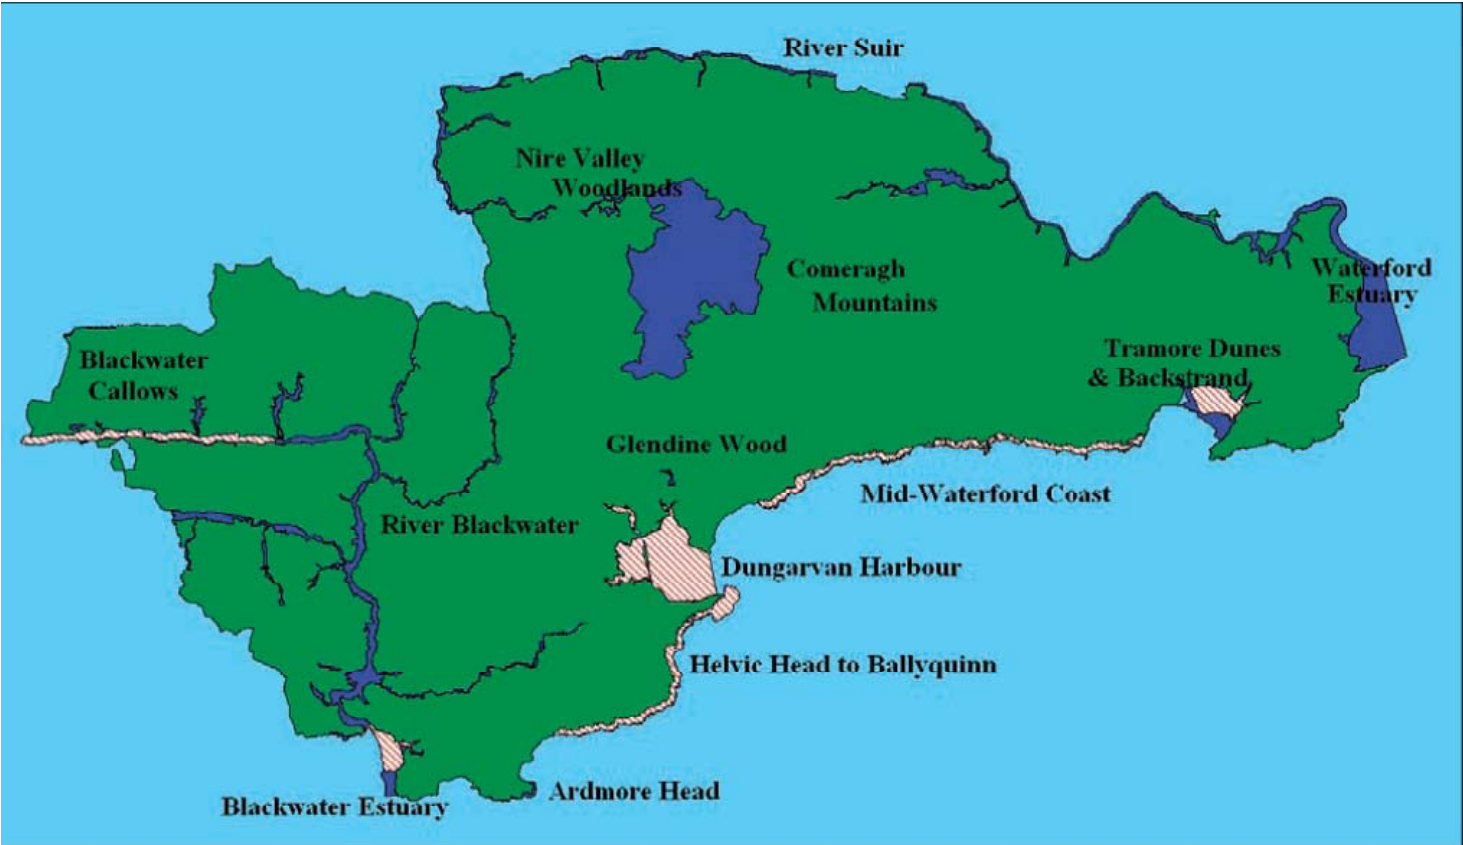 River Suir
Nire Valley
Woodlands
Comeragh
Mountains
Waterford
Estuary
Tramore Dunes
& Backstrand
Blackwater
Callows
Glendine Wood
Mid-Waterford Coast
River Blackwater
Dungarvan Harbour
Helvic Head to Ballyquinn
Ardmore Head
Blackwater Estuary